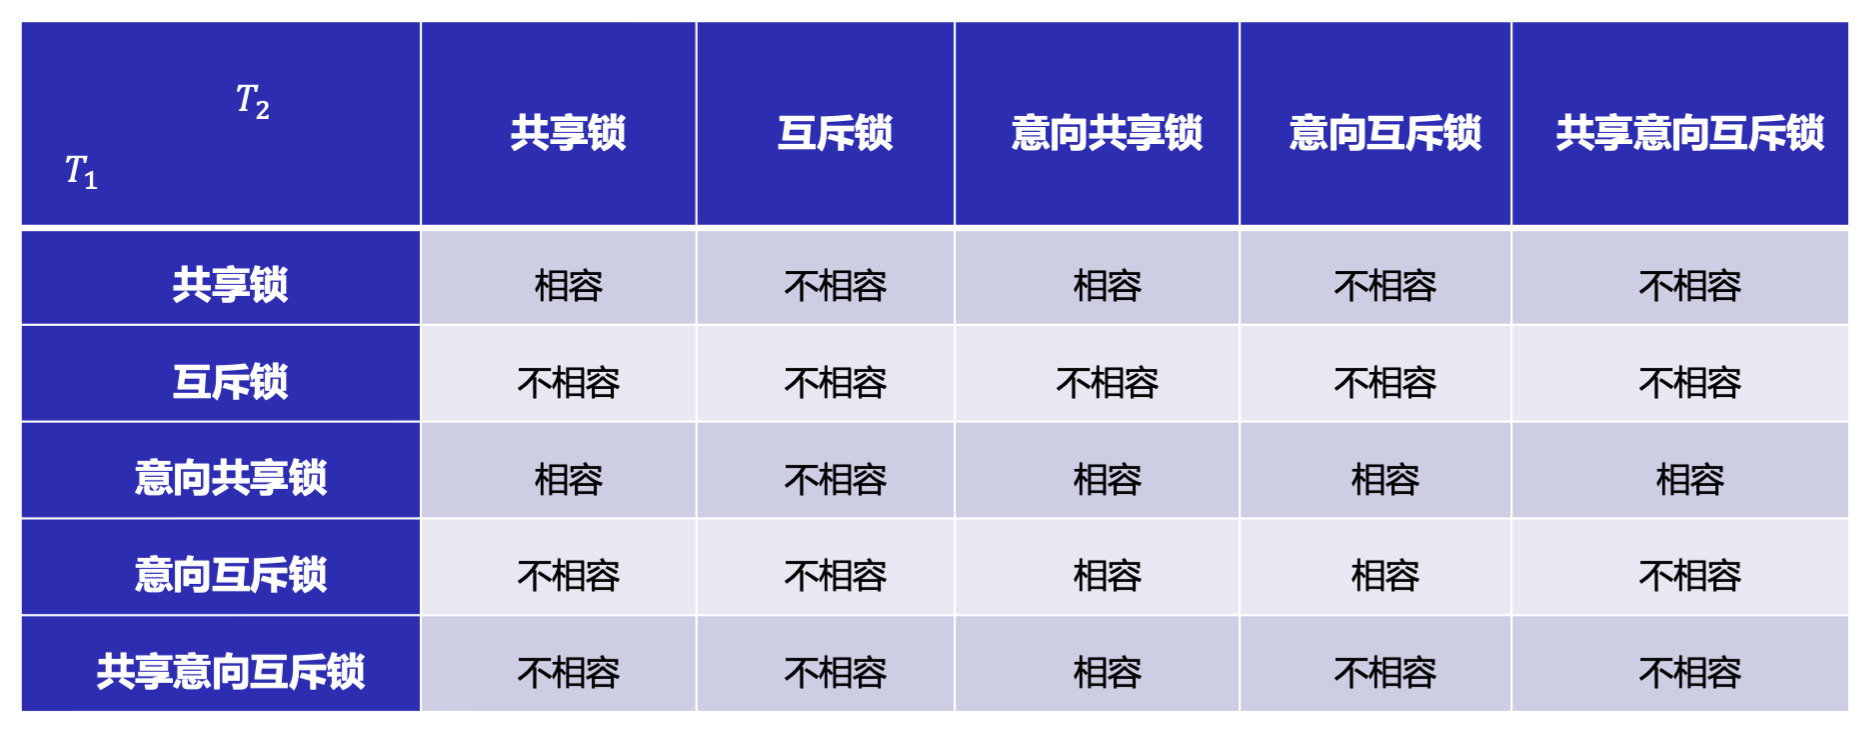 T₂
T₁
共享锁 互斥锁 意向共享锁 意向互斥锁 共享意向互斥锁
共享锁 相容 不相容 相容 不相容 不相容
互斥锁 不相容 不相容 不相容 不相容 不相容
意向共享锁 相容 不相容 相容 相容 相容
意向互斥锁 不相容 不相容 相容 相容 不相容
共享意向互斥锁 不相容 不相容 相容 不相容 不相容